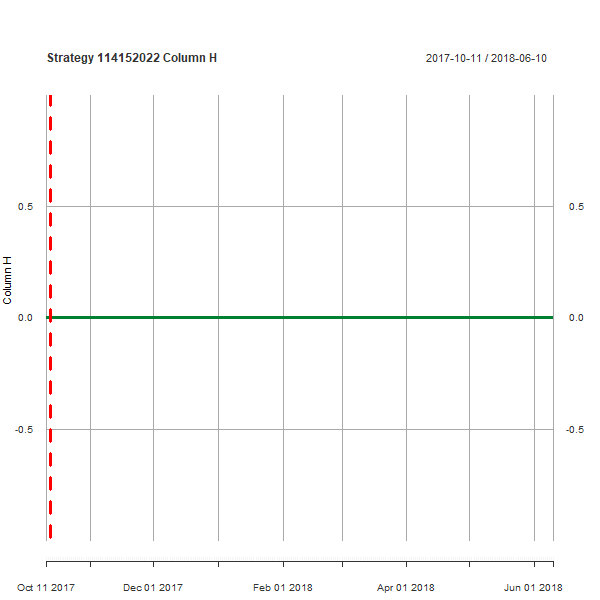 Strategy 114152022 Column H
2017-10-11 / 2018-06-10
0.5
0.5
Column H
0.0
0.0
-0.5
-0.5
Oct 11 2017
Dec 01 2017
Feb 01 2018
Apr 01 2018
Jun 01 2018